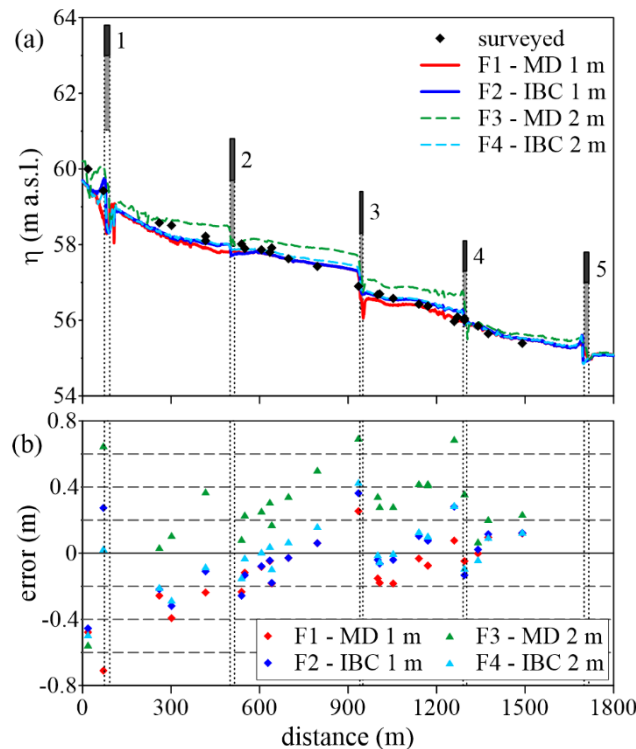 (a)
64
62
60
58
56
54
η (m a.s.l.)
1
2
3
4
5
surveyed
F1 - MD 1 m
F2 - IBC 1 m
F3 - MD 2 m
F4 - IBC 2 m
(b)
0.8
0.4
0
-0.4
-0.8
error (m)
F1 - MD 1 m
F3 - MD 2 m
F2 - IBC 1 m
F4 - IBC 2 m
0 300 600 900 1200 1500 1800
distance (m)